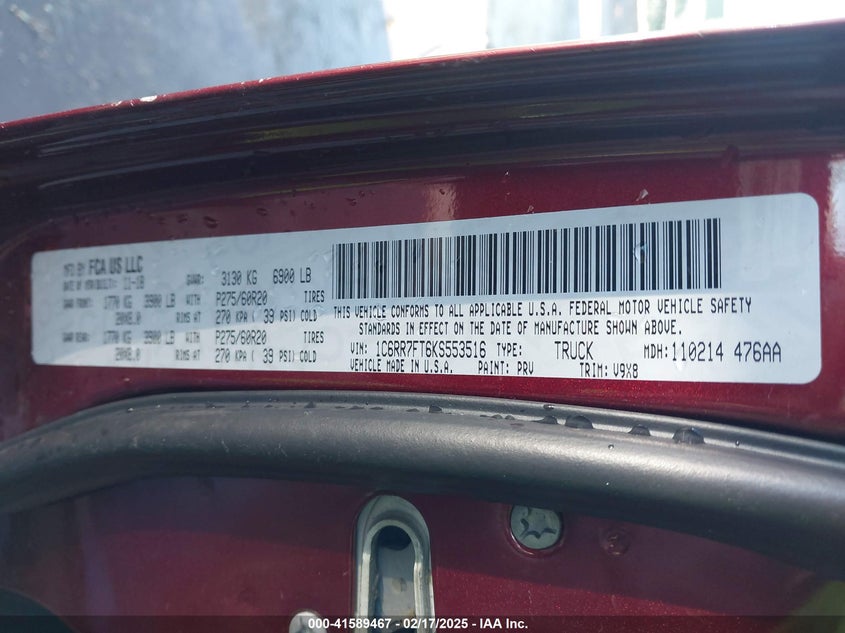 MFD BY FCA US LLC
DATE OF MFR(BUILT): 11-18 GVWR: 3130 KG 6900 LB
GAWR FRONT: 1770 KG 3900 LB WITH P275/60R20 TIRES
20X8.0 RIMS AT 270 KPA ( 39 PSI) COLD
GAWR REAR: 1770 KG 3900 LB WITH P275/60R20 TIRES
20X8.0 RIMS AT 270 KPA ( 39 PSI) COLD
THIS VEHICLE CONFORMS TO ALL APPLICABLE U.S.A. FEDERAL MOTOR VEHICLE SAFETY
STANDARDS IN EFFECT ON THE DATE OF MANUFACTURE SHOWN ABOVE.
VIN: 1C6RR7FT6KS553516 TYPE: TRUCK MDH: 110214 476AA
VEHICLE MADE IN U.S.A. PAINT: PRV TRIM: V9X8
000-41589467 - 02/17/2025 - IAA Inc.